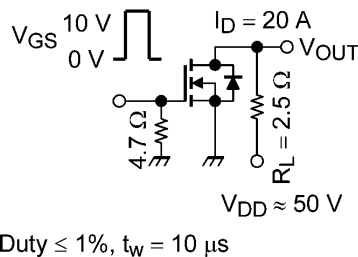 10 V
I_D = 20 A
V_GS
V_OUT
0 V
4.7 Ω
R_L = 2.5 Ω
V_DD ≈ 50 V
Duty ≤ 1%, t_w = 10 μs